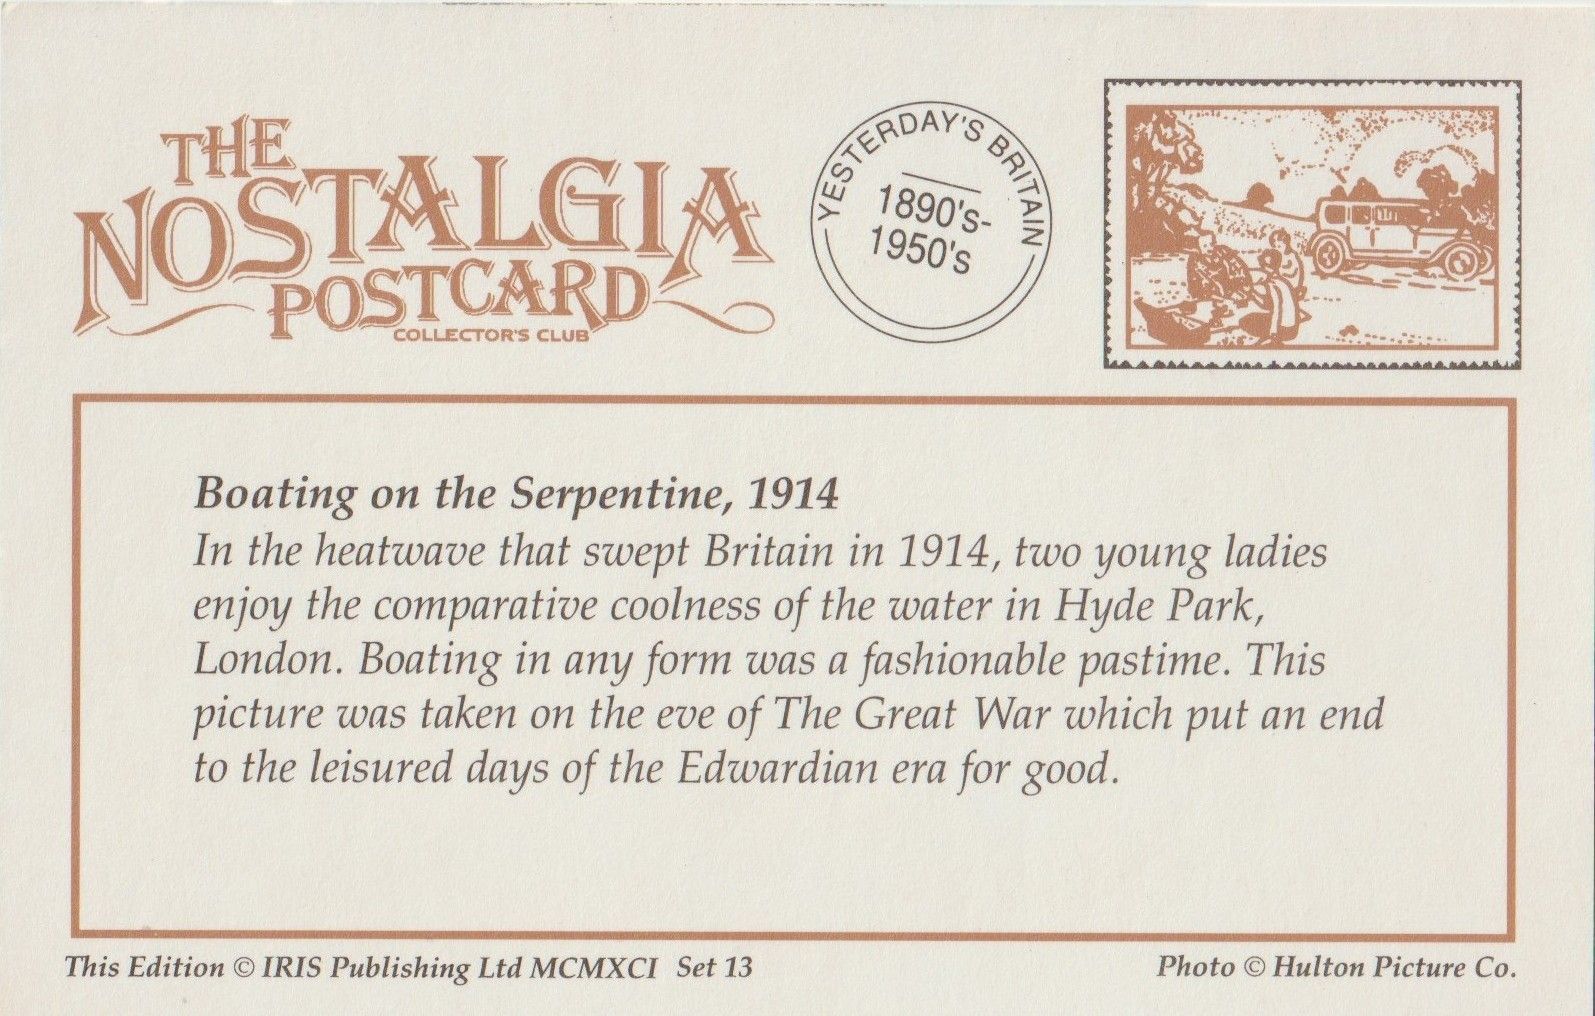 THE
NOSTALGIA
POSTCARD
COLLECTOR'S CLUB
YESTERDAY'S BRITAIN
1890's-
1950's
Boating on the Serpentine, 1914
In the heatwave that swept Britain in 1914, two young ladies
enjoy the comparative coolness of the water in Hyde Park,
London. Boating in any form was a fashionable pastime. This
picture was taken on the eve of The Great War which put an end
to the leisured days of the Edwardian era for good.
This Edition © IRIS Publishing Ltd MCMXCI Set 13
Photo © Hulton Picture Co.